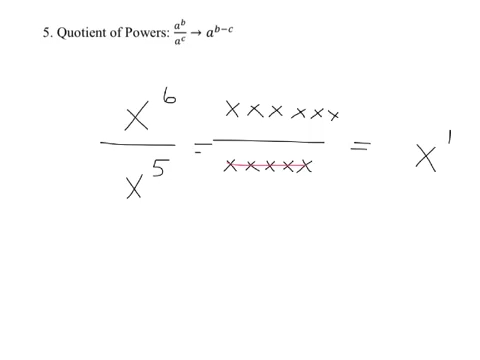 5. Quotient of Powers: a^b/a^c → a^(b−c)
x^6/x^5 = xxxxxx/xxxxx = x^1